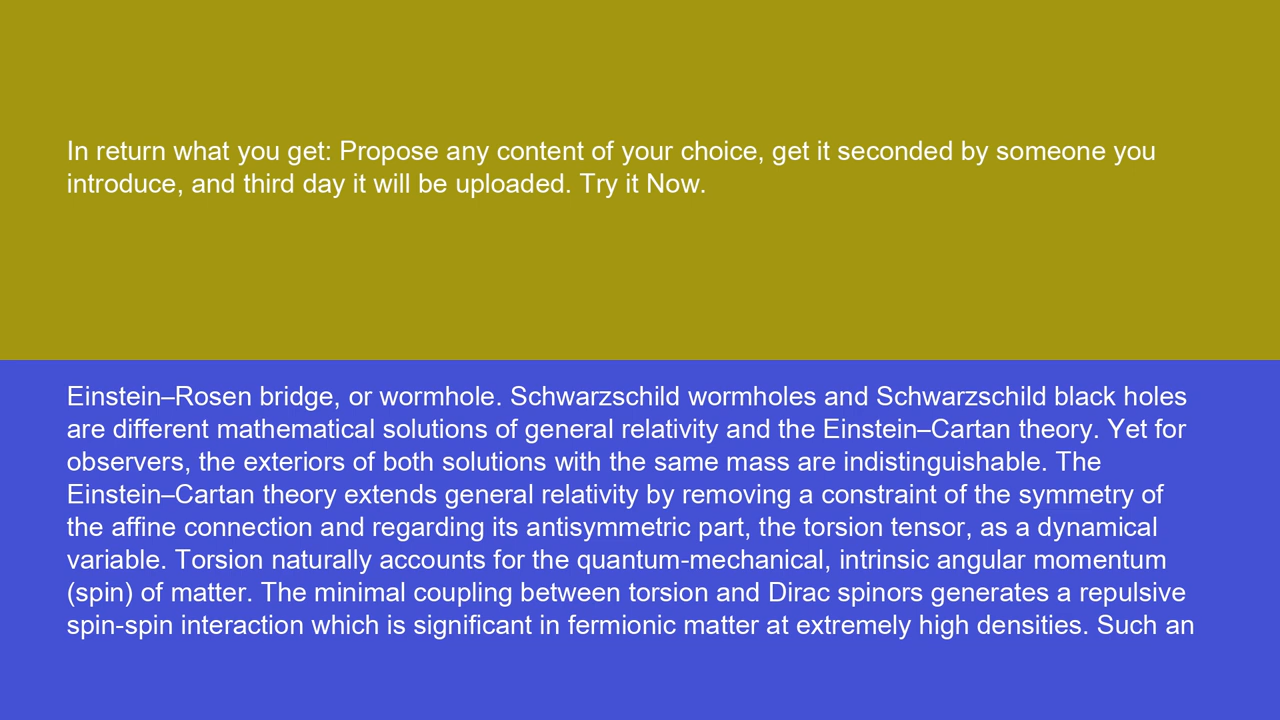 In return what you get: Propose any content of your choice, get it seconded by someone you
introduce, and third day it will be uploaded. Try it Now.
Einstein–Rosen bridge, or wormhole. Schwarzschild wormholes and Schwarzschild black holes
are different mathematical solutions of general relativity and the Einstein–Cartan theory. Yet for
observers, the exteriors of both solutions with the same mass are indistinguishable. The
Einstein–Cartan theory extends general relativity by removing a constraint of the symmetry of
the affine connection and regarding its antisymmetric part, the torsion tensor, as a dynamical
variable. Torsion naturally accounts for the quantum-mechanical, intrinsic angular momentum
(spin) of matter. The minimal coupling between torsion and Dirac spinors generates a repulsive
spin-spin interaction which is significant in fermionic matter at extremely high densities. Such an